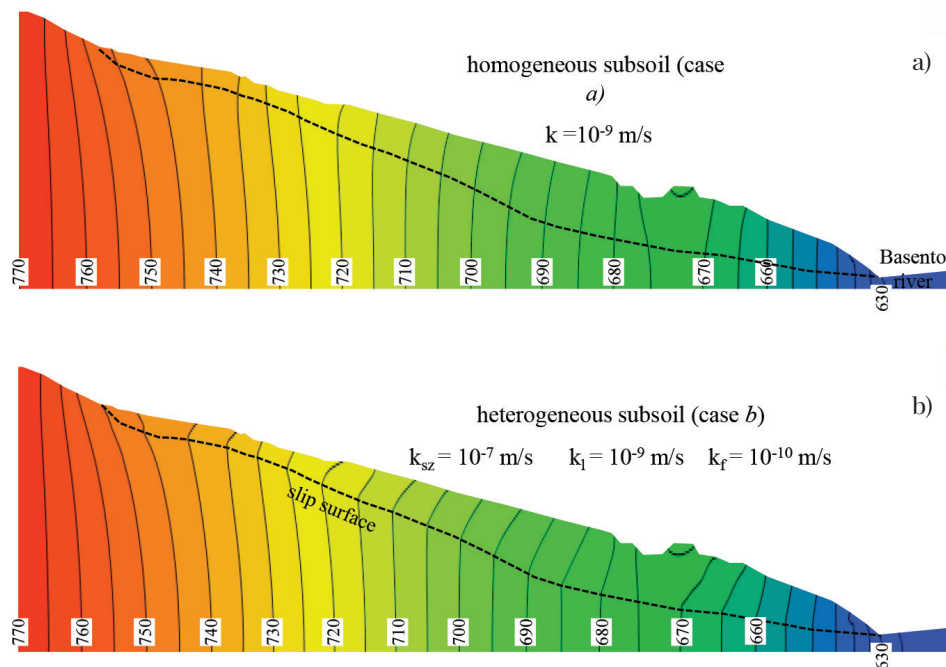 homogeneous subsoil (case
a)
a)
k =10-9 m/s
770
760
750
740
730
720
710
700
690
680
670
660
630
Basento
river
b)
heterogeneous subsoil (case b)
ksz = 10-7 m/s kl = 10-9 m/s kf = 10-10 m/s
slip surface
770
760
750
740
730
720
710
700
690
680
670
660
630